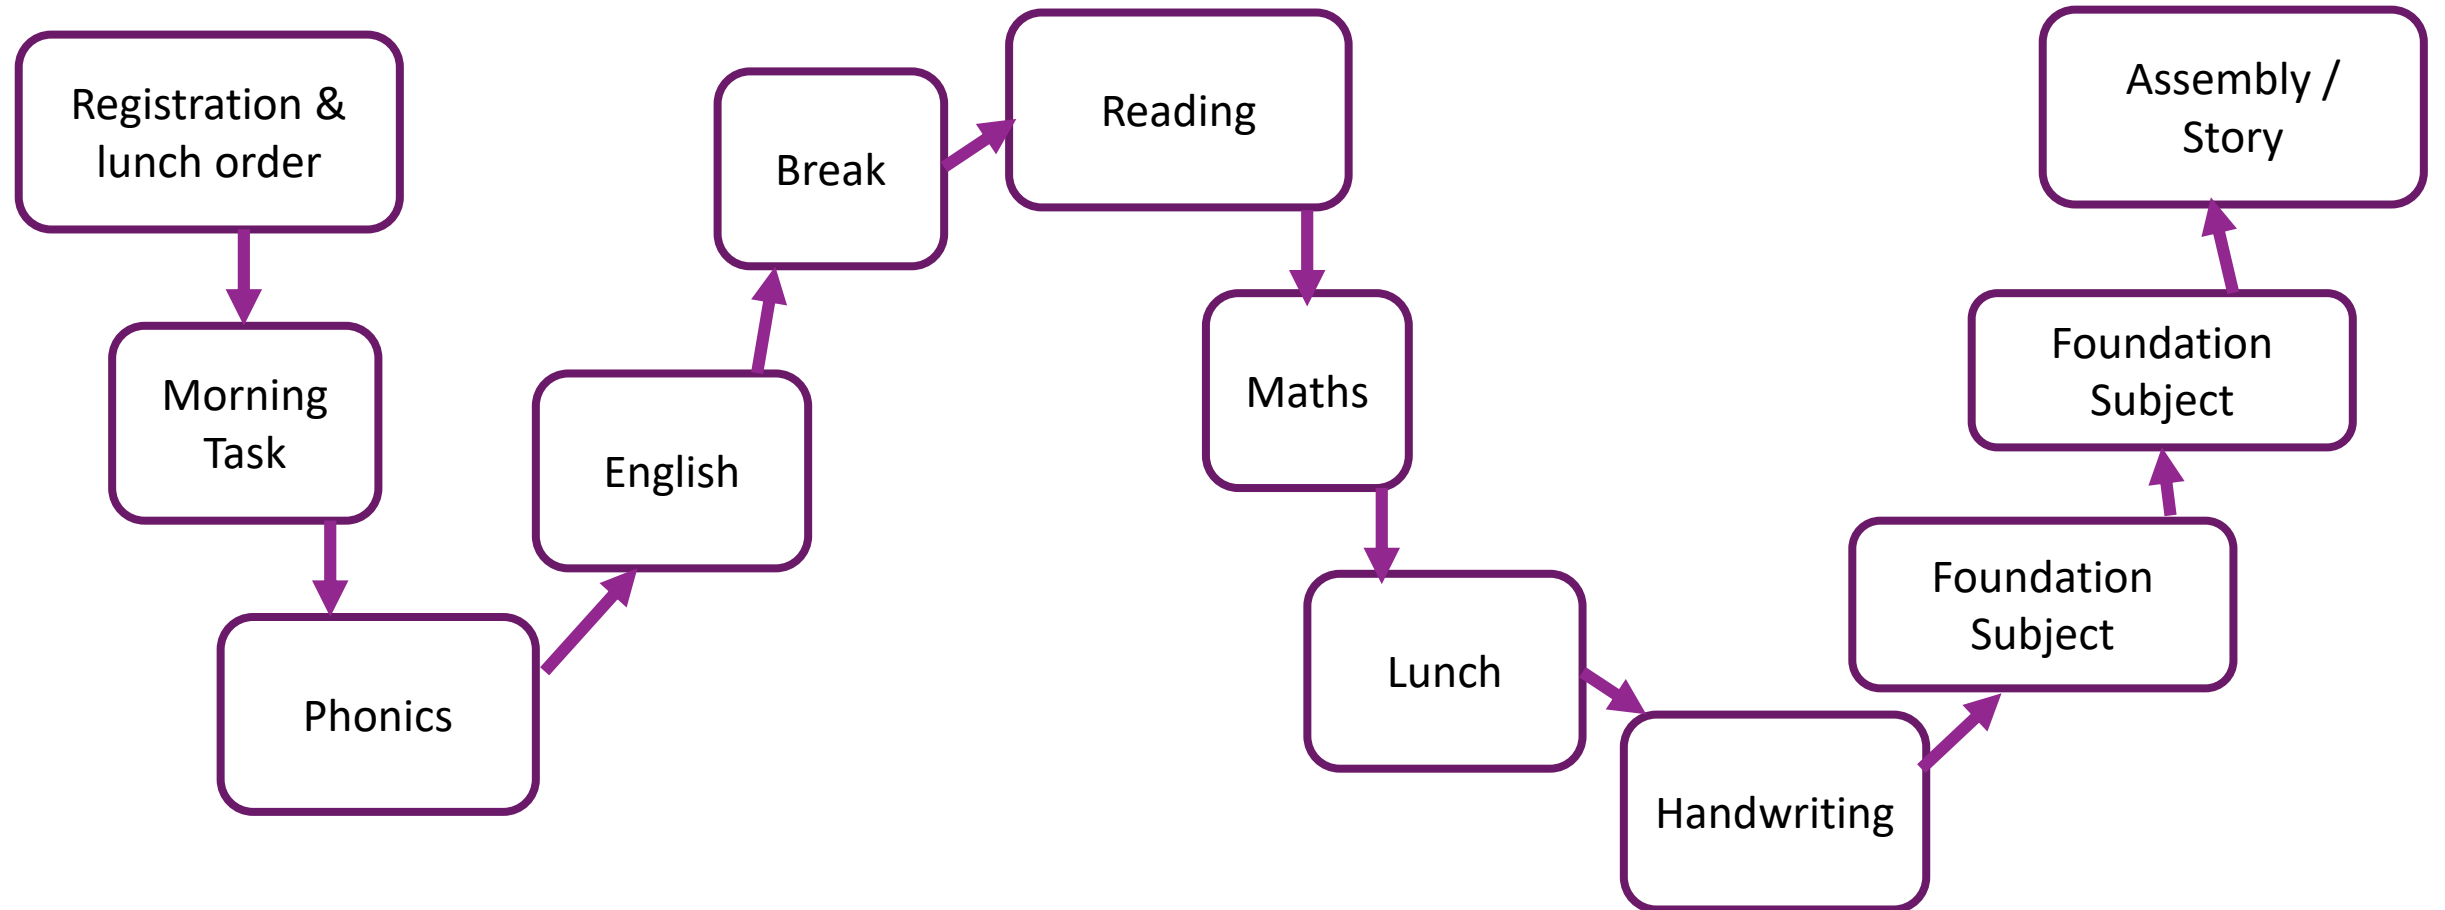 Registration &
lunch order
Morning
Task
Phonics
English
Break
Reading
Maths
Lunch
Handwriting
Foundation
Subject
Foundation
Subject
Assembly /
Story